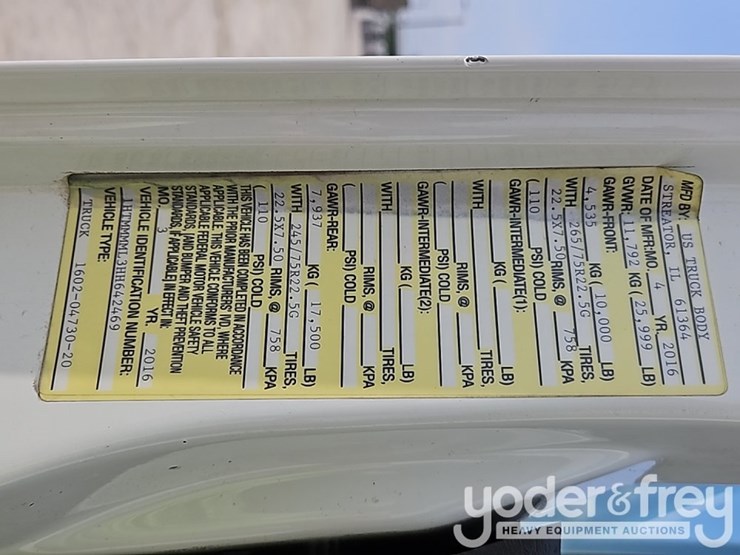 MFD BY: US TRUCK BODY
STREATOR, IL 61364
DATE OF MFR:MO. 4 YR. 2016
GVWR: 11,792 KG ( 25,999 LB)
GAWR-FRONT:
4,535 KG ( 10,000 LB)
WITH 265/75R22.5G TIRES,
22.5X7.50 RIMS, @ 758 KPA
( 110 PSI) COLD
GAWR-INTERMEDIATE(1):
KG ( LB)
WITH TIRES,
RIMS, @ KPA
( PSI) COLD
GAWR-INTERMEDIATE(2):
KG ( LB)
WITH TIRES,
RIMS, @ KPA
( PSI) COLD
GAWR-REAR:
7,937 KG ( 17,500 LB)
WITH 245/75R22.5G TIRES,
22.5X7.50 RIMS, @ 758 KPA
( 110 PSI) COLD
THIS VEHICLE HAS BEEN COMPLETED IN ACCORDANCE
WITH THE PRIOR MANUFACTURERS' IVD, WHERE
APPLICABLE. THIS VEHICLE CONFORMS TO ALL
APPLICABLE FEDERAL MOTOR VEHICLE SAFETY
STANDARDS, AND BUMPER AND THEFT PREVENTION
STANDARDS, IF APPLICABLE) IN EFFECT IN:
MO. 3 YR. 2016
VEHICLE IDENTIFICATION NUMBER:
1HTMMMML3HH642469
VEHICLE TYPE:
TRUCK 1602-04730-20
yoder&frey
HEAVY EQUIPMENT AUCTIONS